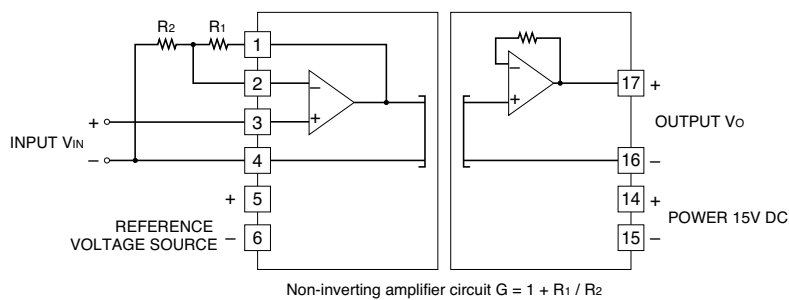 R2 R1
1
2
3
4
5
6
+
−
INPUT VIN
+
−
REFERENCE
VOLTAGE SOURCE
−
+
−
+
17 +
OUTPUT VO
16 −
14 +
POWER 15V DC
15 −
Non-inverting amplifier circuit G = 1 + R1 / R2